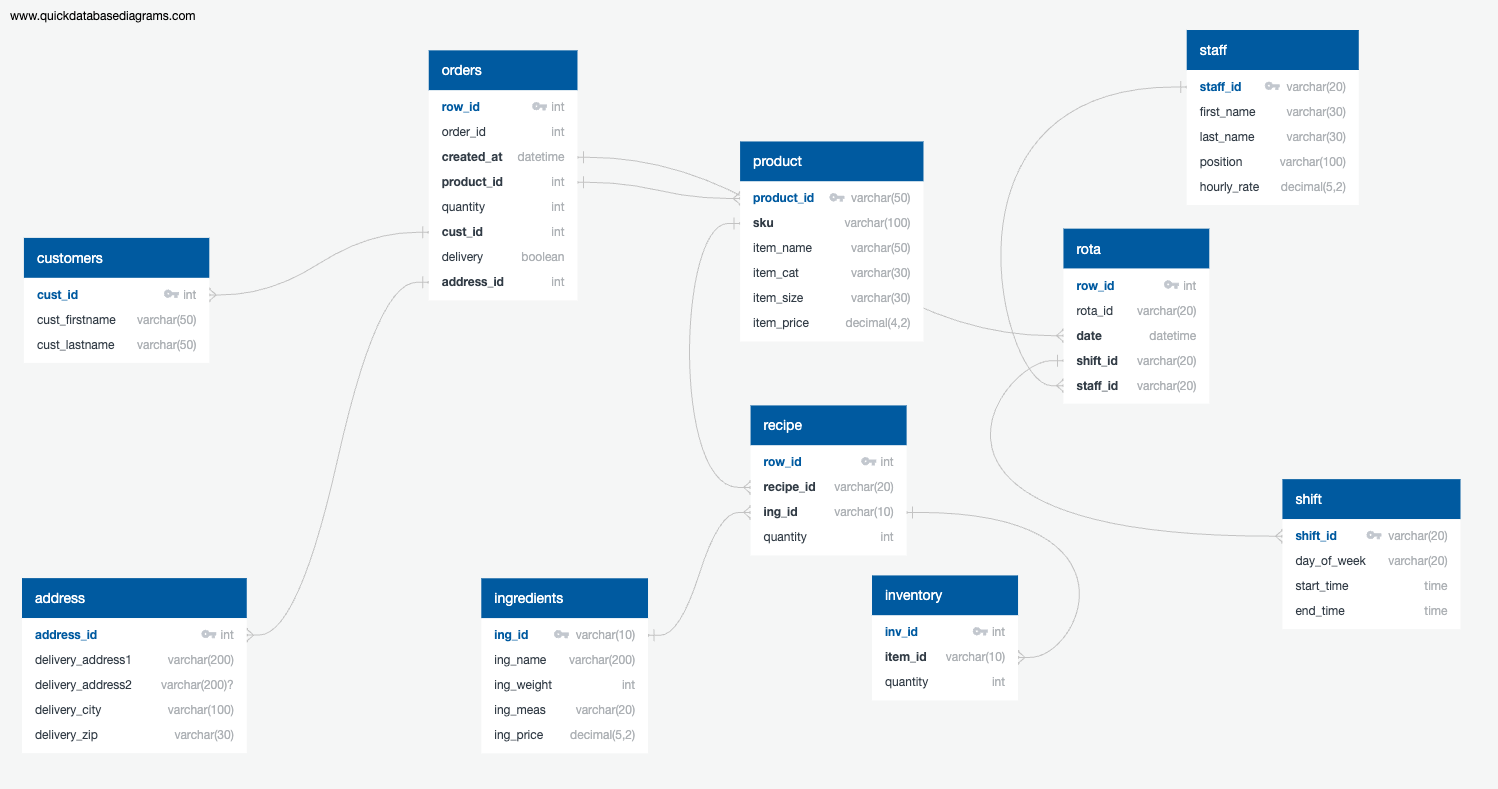 www.quickdatabasediagrams.com
orders
row_id int
order_id int
created_at datetime
product_id int
quantity int
cust_id int
delivery boolean
address_id int
customers
cust_id int
cust_firstname varchar(50)
cust_lastname varchar(50)
address
address_id int
delivery_address1 varchar(200)
delivery_address2 varchar(200)?
delivery_city varchar(100)
delivery_zip varchar(30)
product
product_id varchar(50)
sku varchar(100)
item_name varchar(50)
item_cat varchar(30)
item_size varchar(30)
item_price decimal(4,2)
recipe
row_id int
recipe_id varchar(20)
ing_id varchar(10)
quantity int
ingredients
ing_id varchar(10)
ing_name varchar(200)
ing_weight int
ing_meas varchar(20)
ing_price decimal(5,2)
inventory
inv_id int
item_id varchar(10)
quantity int
staff
staff_id varchar(20)
first_name varchar(30)
last_name varchar(30)
position varchar(100)
hourly_rate decimal(5,2)
rota
row_id int
rota_id varchar(20)
date datetime
shift_id varchar(20)
staff_id varchar(20)
shift
shift_id varchar(20)
day_of_week varchar(20)
start_time time
end_time time